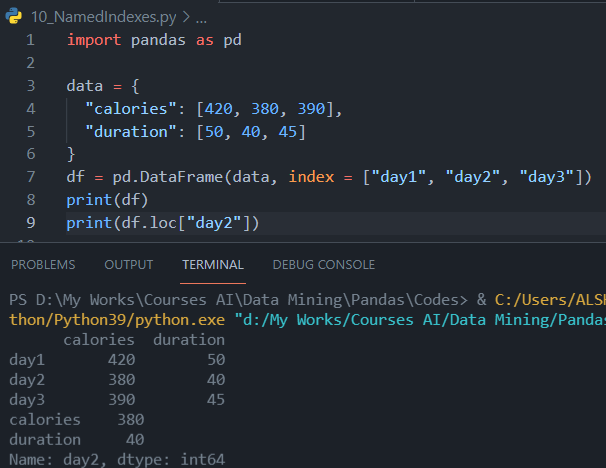 10_NamedIndexes.py > ...
1 import pandas as pd
2
3 data = {
4   "calories": [420, 380, 390],
5   "duration": [50, 40, 45]
6 }
7 df = pd.DataFrame(data, index = ["day1", "day2", "day3"])
8 print(df)
9 print(df.loc["day2"])
10
PROBLEMS OUTPUT TERMINAL DEBUG CONSOLE
PS D:\My Works\Courses AI\Data Mining\Pandas\Codes> & C:/Users/ALSH
thon/Python39/python.exe "d:/My Works/Courses AI/Data Mining/Pandas
      calories  duration
day1       420        50
day2       380        40
day3       390        45
calories    380
duration     40
Name: day2, dtype: int64